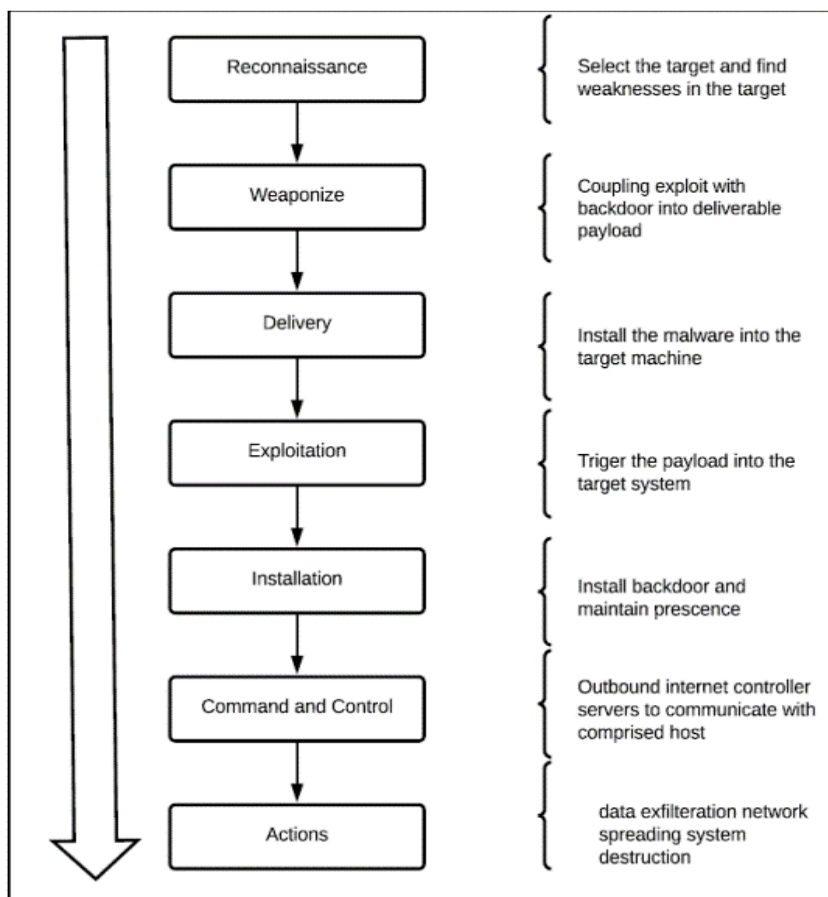 Reconnaissance
Select the target and find
weaknesses in the target
Weaponize
Coupling exploit with
backdoor into deliverable
payload
Delivery
Install the malware into the
target machine
Exploitation
Triger the payload into the
target system
Installation
Install backdoor and
maintain prescence
Command and Control
Outbound internet controller
servers to communicate with
comprised host
Actions
data exfilteration network
spreading system
destruction